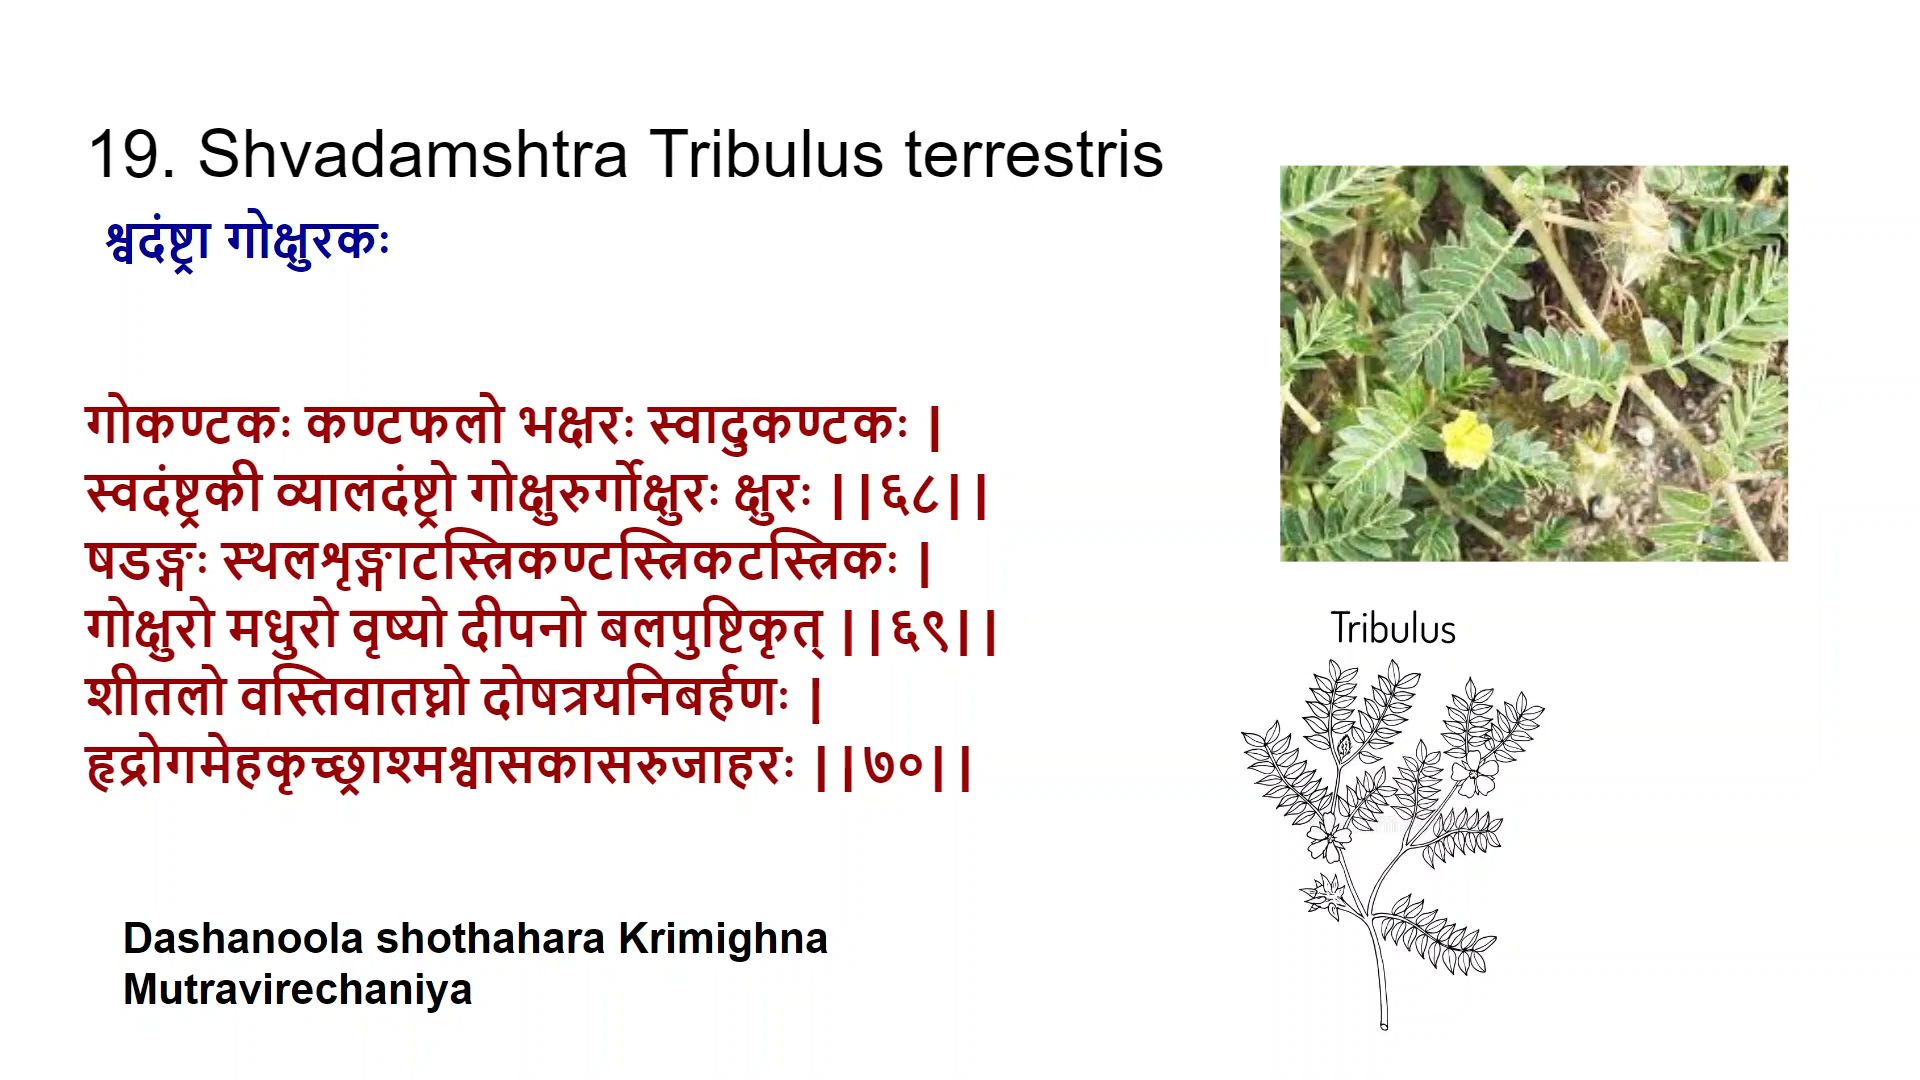 19. Shvadamshtra Tribulus terrestris
श्वदंष्ट्रा गोक्षुरकः
गोकण्टकः कण्टफलो भक्षरः स्वादुकण्टकः |
स्वदंष्ट्रकी व्यालदंष्ट्रो गोक्षुरुर्गोक्षुरः क्षुरः ||६८||
षडङ्गः स्थलशृङ्गाटस्त्रिकण्टस्त्रिकटस्त्रिकः |
गोक्षुरो मधुरो वृष्यो दीपनो बलपुष्टिकृत् ||६९||
शीतलो वस्तिवातघ्नो दोषत्रयनिबर्हणः |
हृद्रोगमेहकृच्छ्राश्मश्वासकासरुजाहरः ||७०||
Dashanoola shothahara Krimighna
Mutravirechaniya
Tribulus